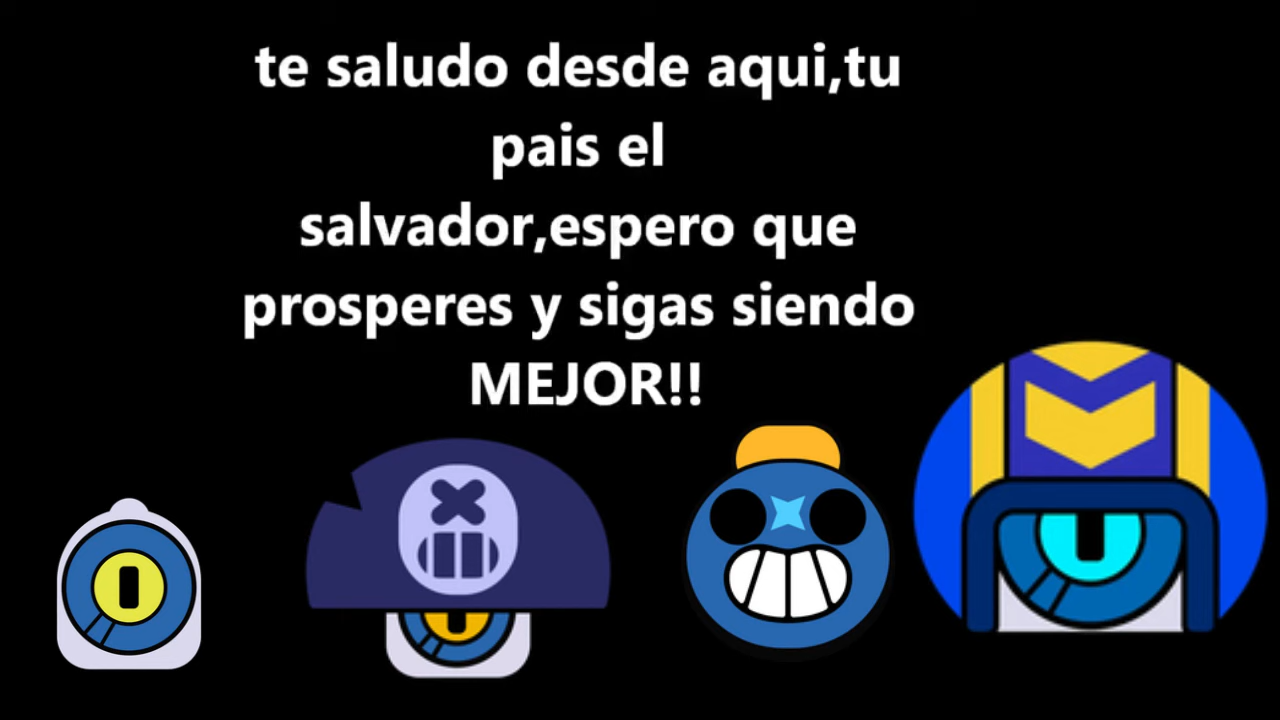 te saludo desde aqui,tu
pais el
salvador,espero que
prosperes y sigas siendo
MEJOR!!